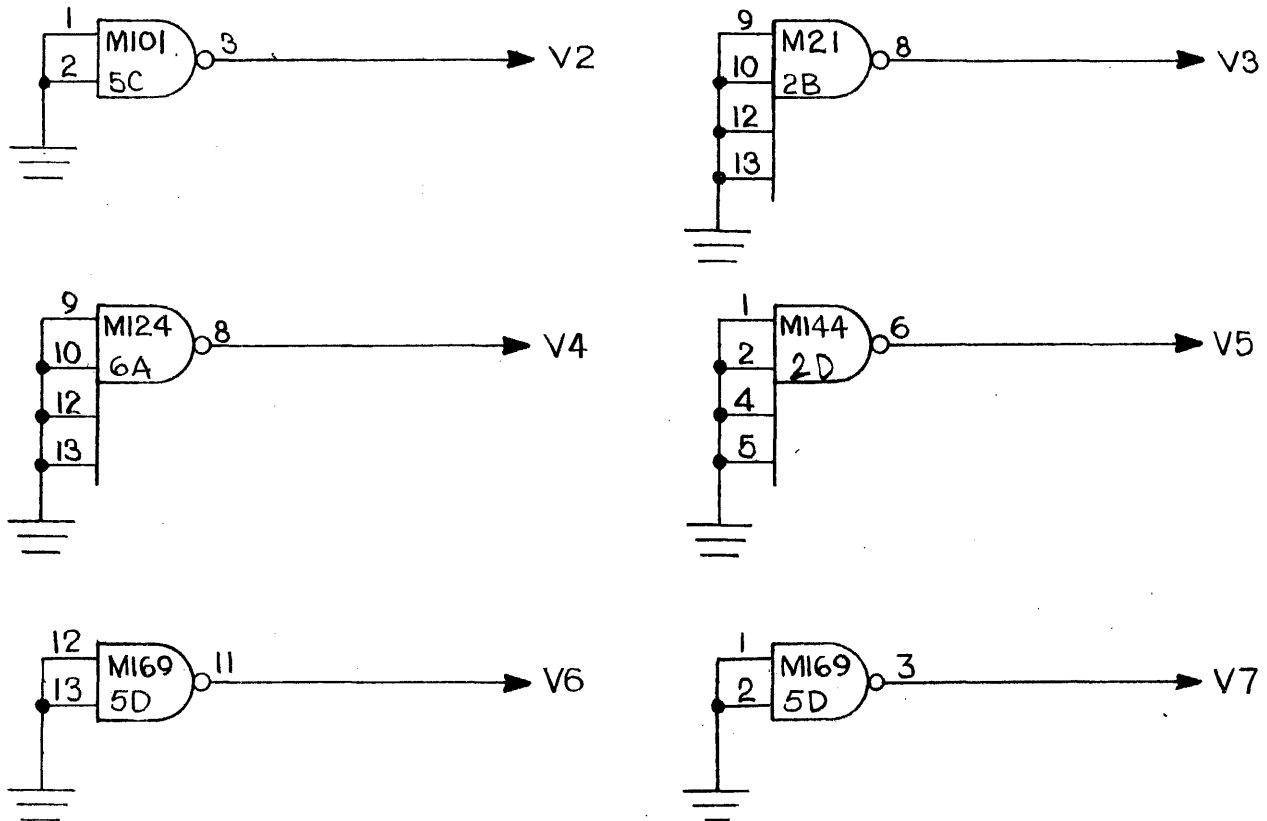 1 M101 3 V2
2 5C
9 M21 8 V3
10 2B
12
13
9 M124 8 V4
10 6A
12
13
1 M144 6 V5
2 2D
4
5
12 M169 11 V6
13 5D
1 M169 3 V7
2 5D